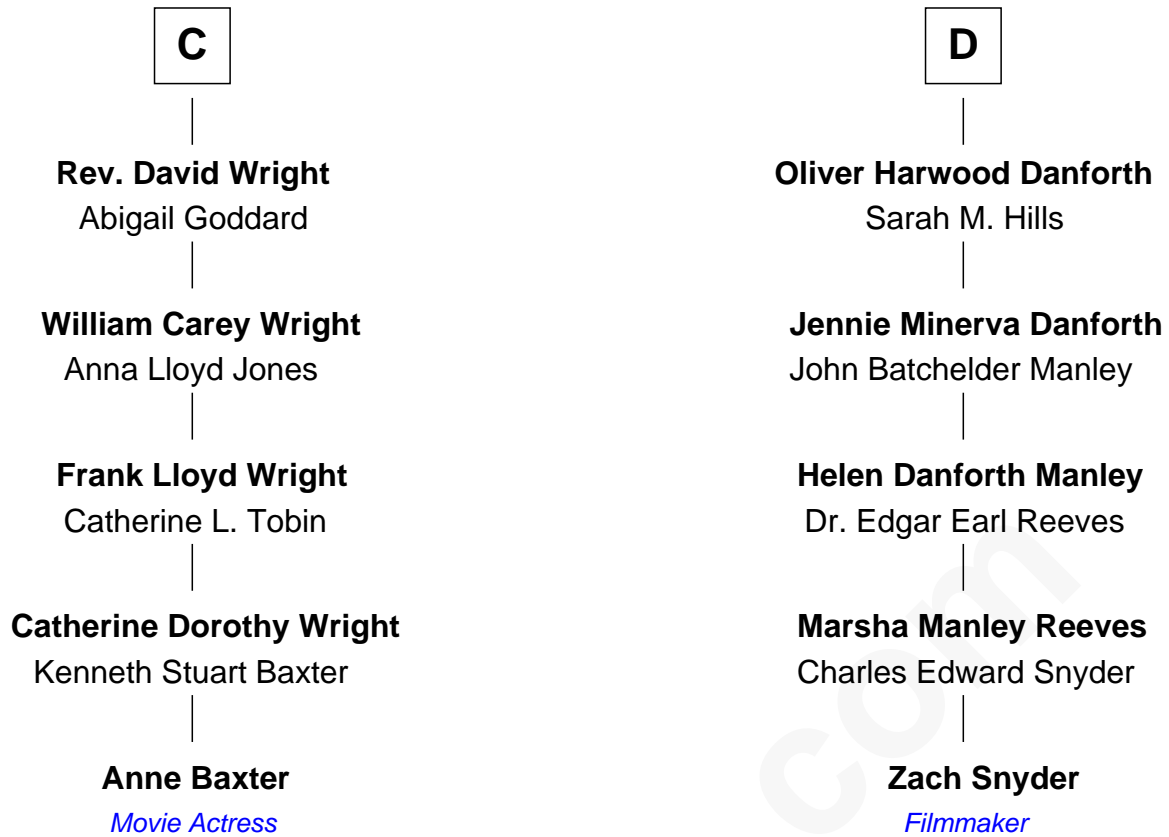 C
Rev. David Wright
Abigail Goddard
William Carey Wright
Anna Lloyd Jones
Frank Lloyd Wright
Catherine L. Tobin
Catherine Dorothy Wright
Kenneth Stuart Baxter
Anne Baxter
Movie Actress
D
Oliver Harwood Danforth
Sarah M. Hills
Jennie Minerva Danforth
John Batchelder Manley
Helen Danforth Manley
Dr. Edgar Earl Reeves
Marsha Manley Reeves
Charles Edward Snyder
Zach Snyder
Filmmaker
com